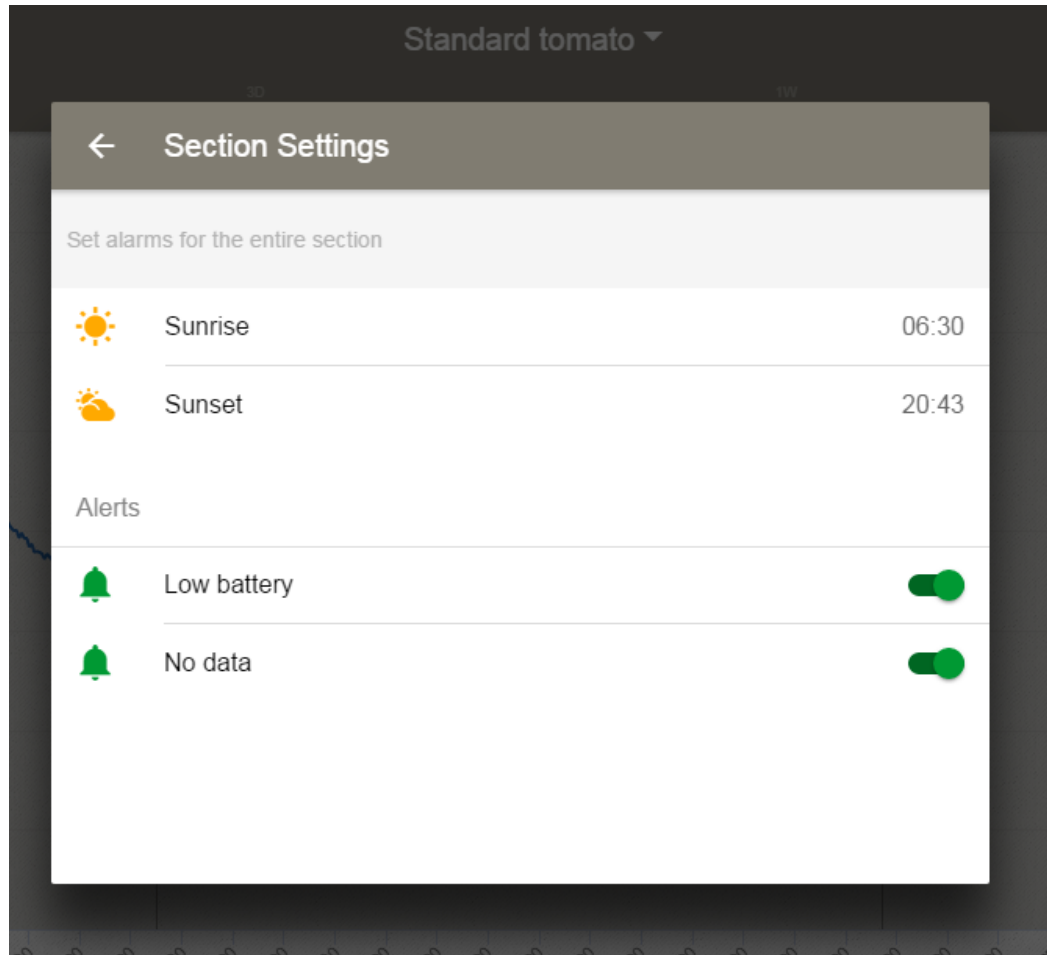 Standard tomato
3D 1W
Section Settings
Set alarms for the entire section
Sunrise 06:30
Sunset 20:43
Alerts
Low battery
No data